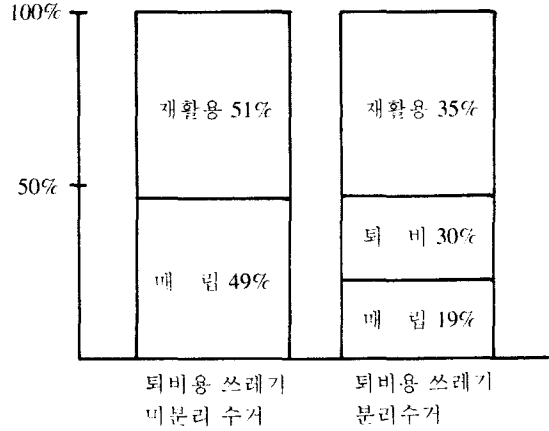 100%
재활용 51%
재활용 35%
50%
퇴 비 30%
매 립 49%
매 립 19%
퇴비용 쓰레기
미분리 수거
퇴비용 쓰레기
분리수거